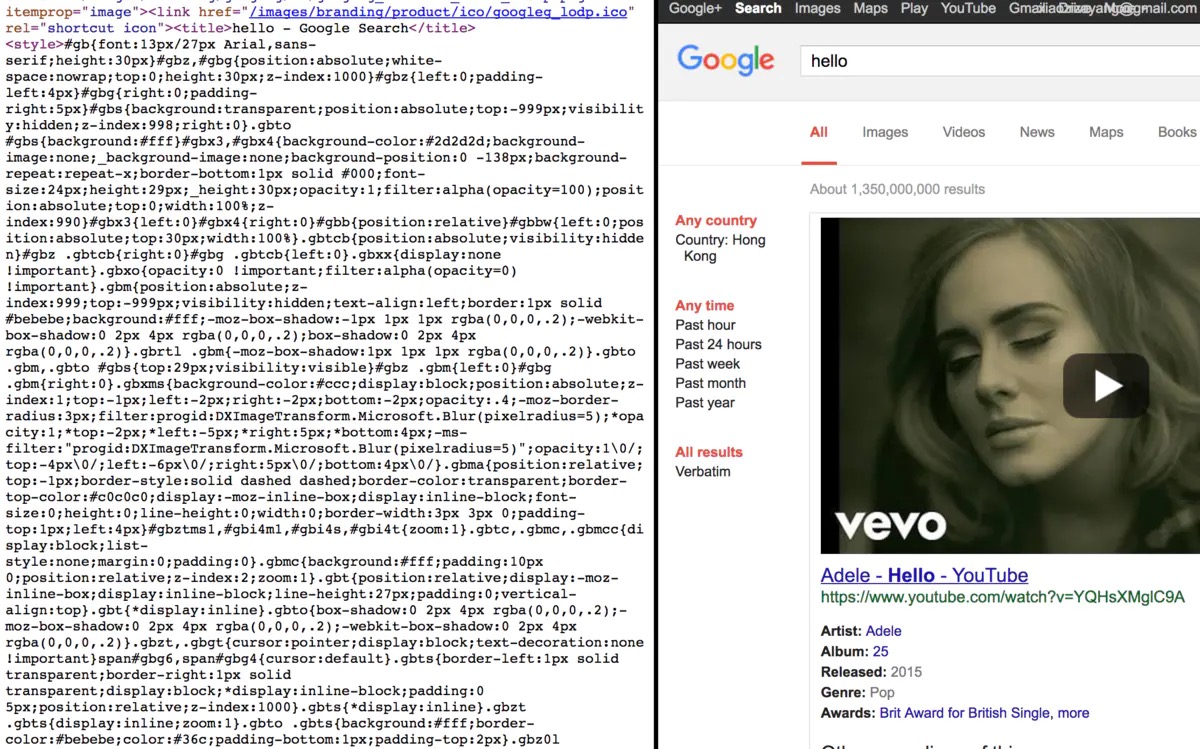 itemprop="image"><link href="/images/branding/product/ico/googleg_lodp.ico"
rel="shortcut icon"><title>hello - Google Search</title>
<style>#gb{font:13px/27px Arial,sans-
serif;height:30px}#gbz,#gbg{position:absolute;white-
space:nowrap;top:0;height:30px;z-index:1000}#gbz{left:0;padding-
left:4px}#gbg{right:0;padding-
right:5px}#gbs{background:transparent;position:absolute;top:-999px;visibilit
y:hidden;z-index:998;right:0}.gbto
#gbs{background:#fff}#gbx3,#gbx4{background-color:#2d2d2d;background-
image:none;_background-image:none;background-position:0 -138px;background-
repeat:repeat-x;border-bottom:1px solid #000;font-
size:24px;height:29px;_height:30px;opacity:1;filter:alpha(opacity=100);posit
ion:absolute;top:0;width:100%;z-
index:990}#gbx3{left:0}#gbx4{right:0}#gbb{position:relative}#gbbw{left:0;pos
ition:absolute;top:30px;width:100%}.gbtcb{position:absolute;visibility:hidde
n}#gbz .gbtcb{right:0}#gbg .gbtcb{left:0}.gbxx{display:none
!important}.gbxo{opacity:0 !important;filter:alpha(opacity=0)
!important}.gbm{position:absolute;z-
index:999;top:-999px;visibility:hidden;text-align:left;border:1px solid
#bebebe;background:#fff;-moz-box-shadow:-1px 1px 1px rgba(0,0,0,.2);-webkit-
box-shadow:0 2px 4px rgba(0,0,0,.2);box-shadow:0 2px 4px
rgba(0,0,0,.2)}.gbrtl .gbm{-moz-box-shadow:1px 1px 1px rgba(0,0,0,.2)}.gbto
.gbm,.gbto #gbs{top:29px;visibility:visible}#gbz .gbm{left:0}#gbg
.gbm{right:0}.gbxms{background-color:#ccc;display:block;position:absolute;z-
index:1;top:-1px;left:-2px;right:-2px;bottom:-2px;opacity:.4;-moz-border-
radius:3px;filter:progid:DXImageTransform.Microsoft.Blur(pixelradius=5);*opa
city:1;*top:-2px;*left:-5px;*right:5px;*bottom:4px;-ms-
filter:"progid:DXImageTransform.Microsoft.Blur(pixelradius=5)";opacity:1\0/;
top:-4px\0/;left:-6px\0/;right:5px\0/;bottom:4px\0/}.gbma{position:relative;
top:-1px;border-style:solid dashed dashed;border-color:transparent;border-
top-color:#c0c0c0;display:-moz-inline-box;display:inline-block;font-
size:0;height:0;line-height:0;width:0;border-width:3px 3px 0;padding-
top:1px;left:4px}#gbztms1,#gbi4m1,#gbi4s,#gbi4t{zoom:1}.gbtc,.gbmc,.gbmcc{di
splay:block;list-
style:none;margin:0;padding:0}.gbmc{background:#fff;padding:10px
0;position:relative;z-index:2;zoom:1}.gbt{position:relative;display:-moz-
inline-box;display:inline-block;line-height:27px;padding:0;vertical-
align:top}.gbt{*display:inline}.gbto{box-shadow:0 2px 4px rgba(0,0,0,.2);-
moz-box-shadow:0 2px 4px rgba(0,0,0,.2);-webkit-box-shadow:0 2px 4px
rgba(0,0,0,.2)}.gbzt,.gbgt{cursor:pointer;display:block;text-decoration:none
!important}span#gbg6,span#gbg4{cursor:default}.gbts{border-left:1px solid
transparent;border-right:1px solid
transparent;display:block;*display:inline-block;padding:0
5px;position:relative;z-index:1000}.gbts{*display:inline}.gbzt
.gbts{display:inline;zoom:1}.gbto .gbts{background:#fff;border-
color:#bebebe;color:#36c;padding-bottom:1px;padding-top:2px}.gbz0l
Google+ Search Images Maps Play YouTube
Google hello
All Images Videos News Maps Books
About 1,350,000,000 results
Any country
Country: Hong
Kong
Any time
Past hour
Past 24 hours
Past week
Past month
Past year
All results
Verbatim
vevo
Adele - Hello - YouTube
https://www.youtube.com/watch?v=YQHsXMglC9A
Artist: Adele
Album: 25
Released: 2015
Genre: Pop
Awards: Brit Award for British Single, more